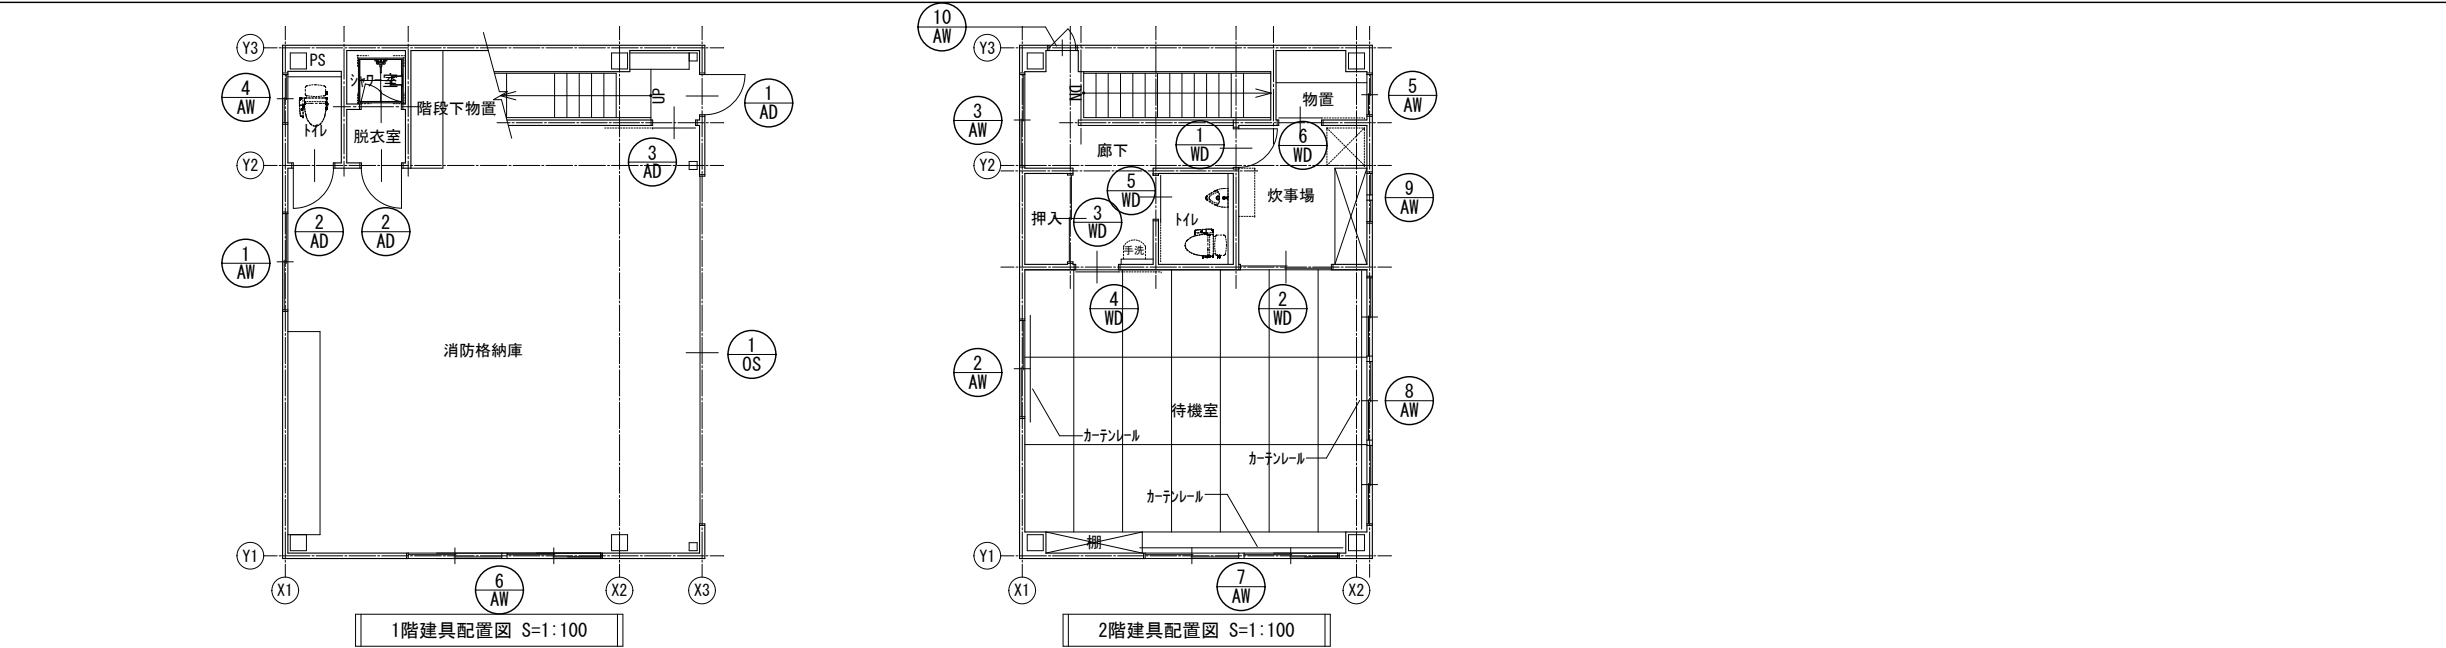 Y3
PS
シャワー室
4
AW
トイレ
脱衣室
階段下物置
UP
1
AD
Y2
3
AD
2
AD
2
AD
1
AW
消防格納庫
1
OS
Y1
X1
6
AW
X2
X3
1階建具配置図 S=1:100
10
AW
Y3
DN
物置
5
AW
3
AW
1
WD
6
WD
廊下
Y2
5
WD
炊事場
9
AW
押入
3
WD
トイレ
手洗
4
WD
2
WD
2
AW
待機室
8
AW
カーテンレール
カーテンレール
カーテンレール
棚
Y1
X1
7
AW
X2
2階建具配置図 S=1:100